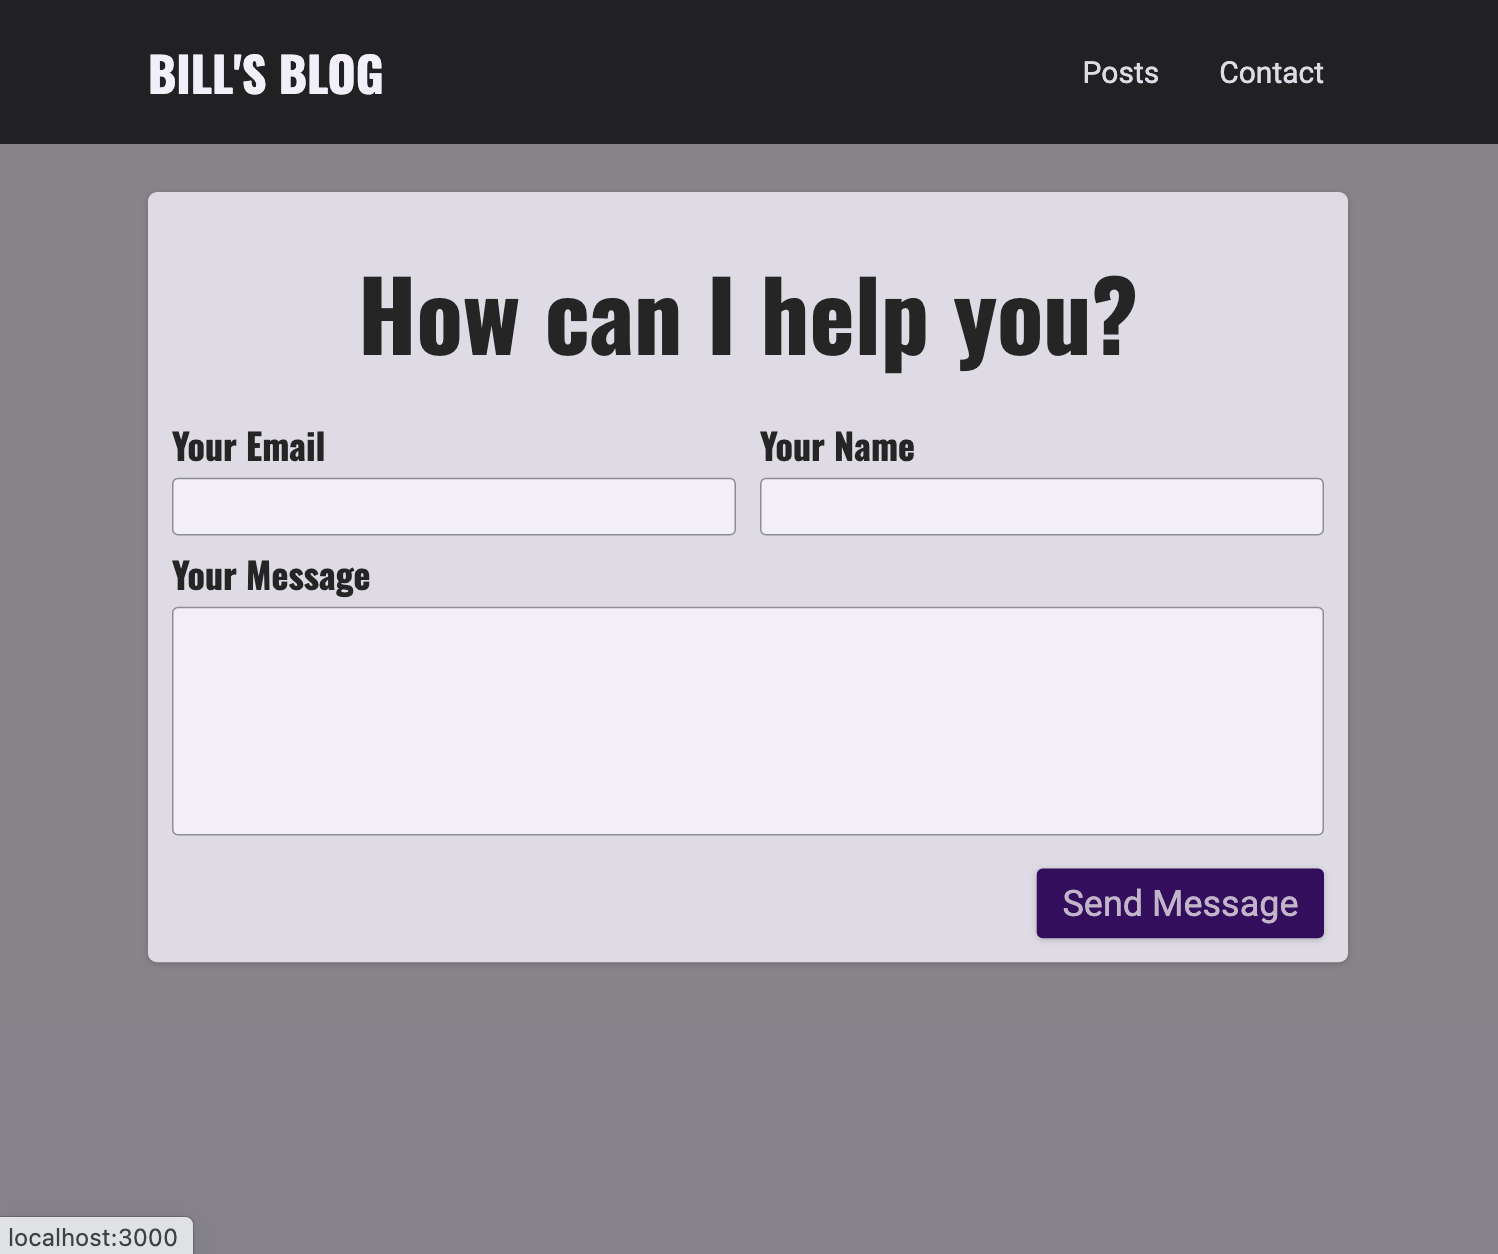 BILL'S BLOG
Posts
Contact
How can I help you?
Your Email
Your Name
Your Message
Send Message
localhost:3000